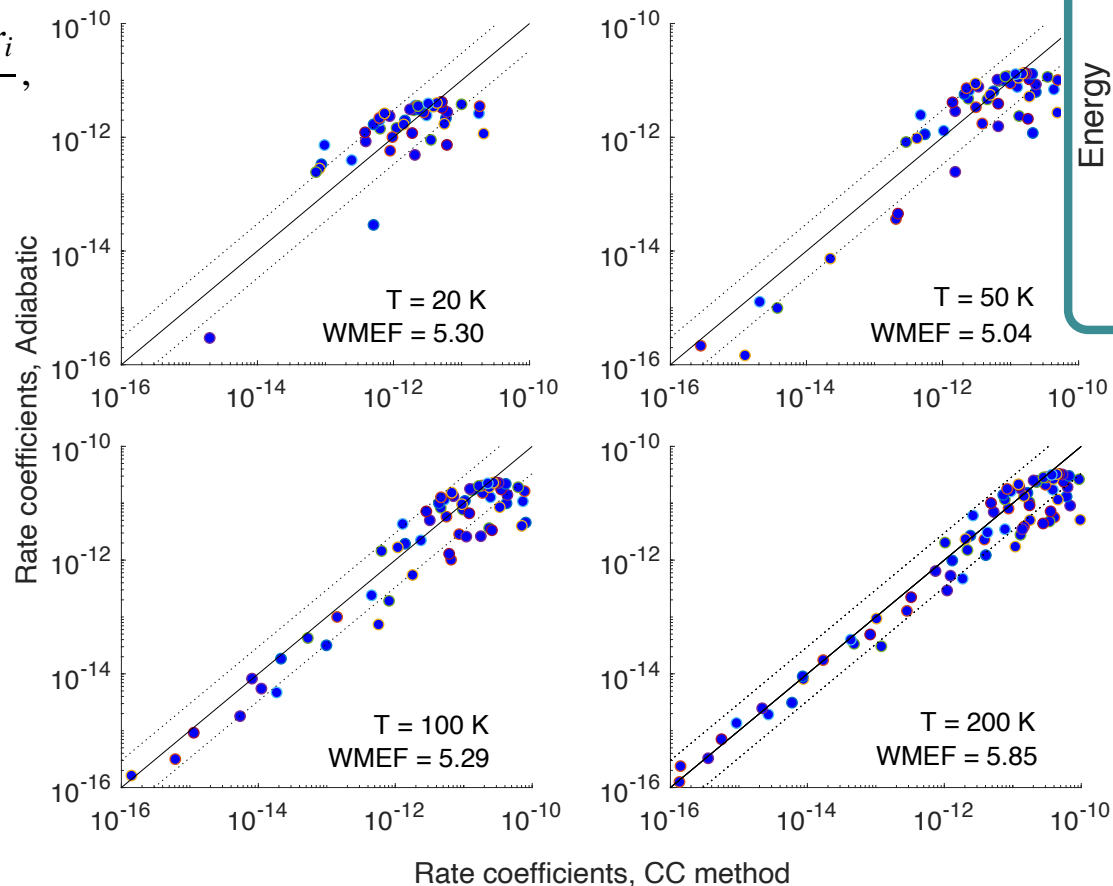 r_i
,
Energy
Rate coefficients, Adiabatic
10^-10
10^-12
10^-14
10^-16
T = 20 K
WMEF = 5.30
10^-16 10^-14 10^-12 10^-10
10^-10
10^-12
10^-14
10^-16
T = 50 K
WMEF = 5.04
10^-16 10^-14 10^-12 10^-10
10^-10
10^-12
10^-14
10^-16
T = 100 K
WMEF = 5.29
10^-16 10^-14 10^-12 10^-10
10^-10
10^-12
10^-14
10^-16
T = 200 K
WMEF = 5.85
10^-16 10^-14 10^-12 10^-10
Rate coefficients, CC method